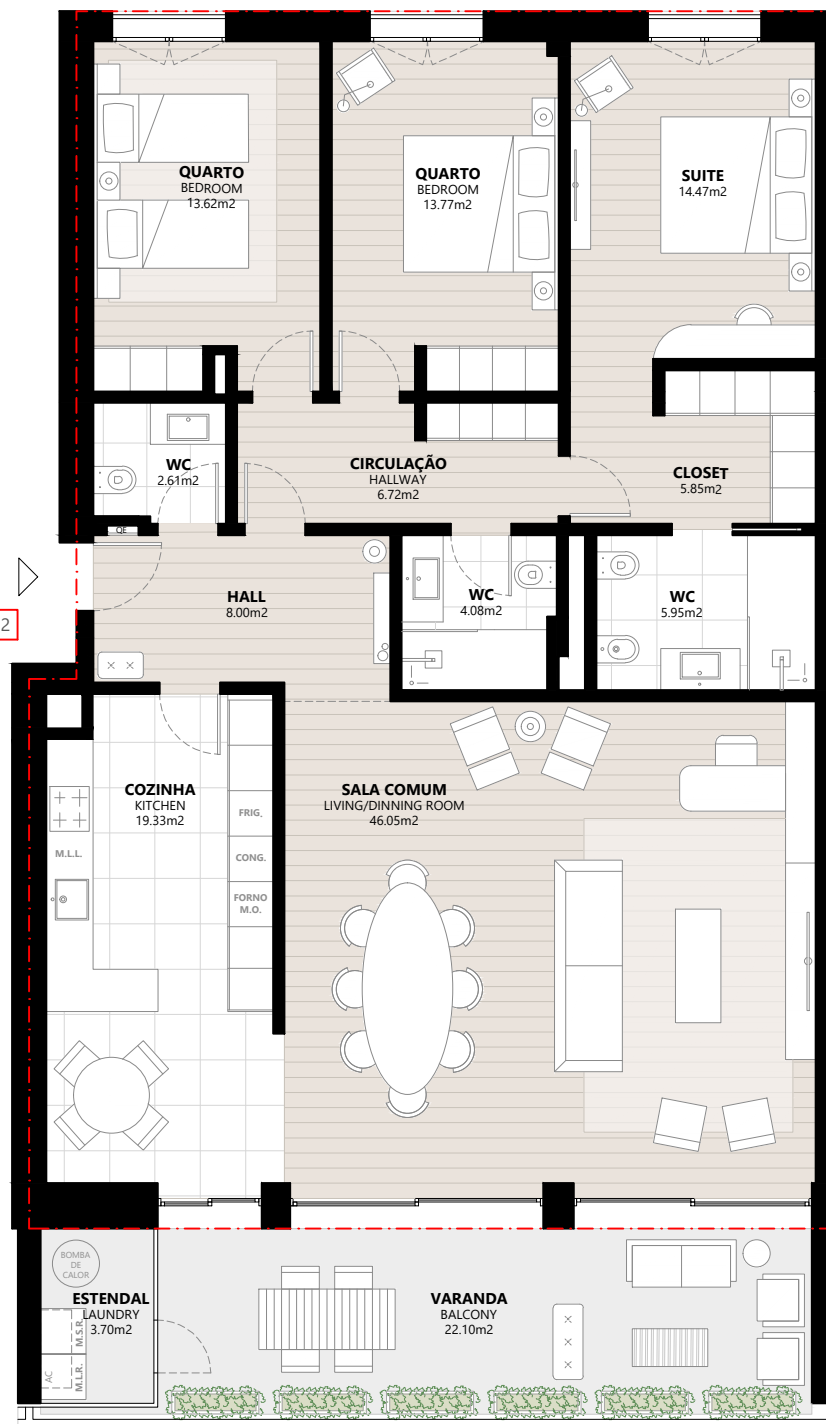 QUARTO
BEDROOM
13.62m2
QUARTO
BEDROOM
13.77m2
SUITE
14.47m2
WC
2.61m2
CIRCULAÇÃO
HALLWAY
6.72m2
CLOSET
5.85m2
QE
HALL
8.00m2
WC
4.08m2
WC
5.95m2
2
COZINHA
KITCHEN
19.33m2
SALA COMUM
LIVING/DINNING ROOM
46.05m2
FRIG.
M.L.L.
CONG.
FORNO
M.O.
BOMBA
DE
CALOR
ESTENDAL
LAUNDRY
3.70m2
M.S.R.
AC
M.L.R.
VARANDA
BALCONY
22.10m2